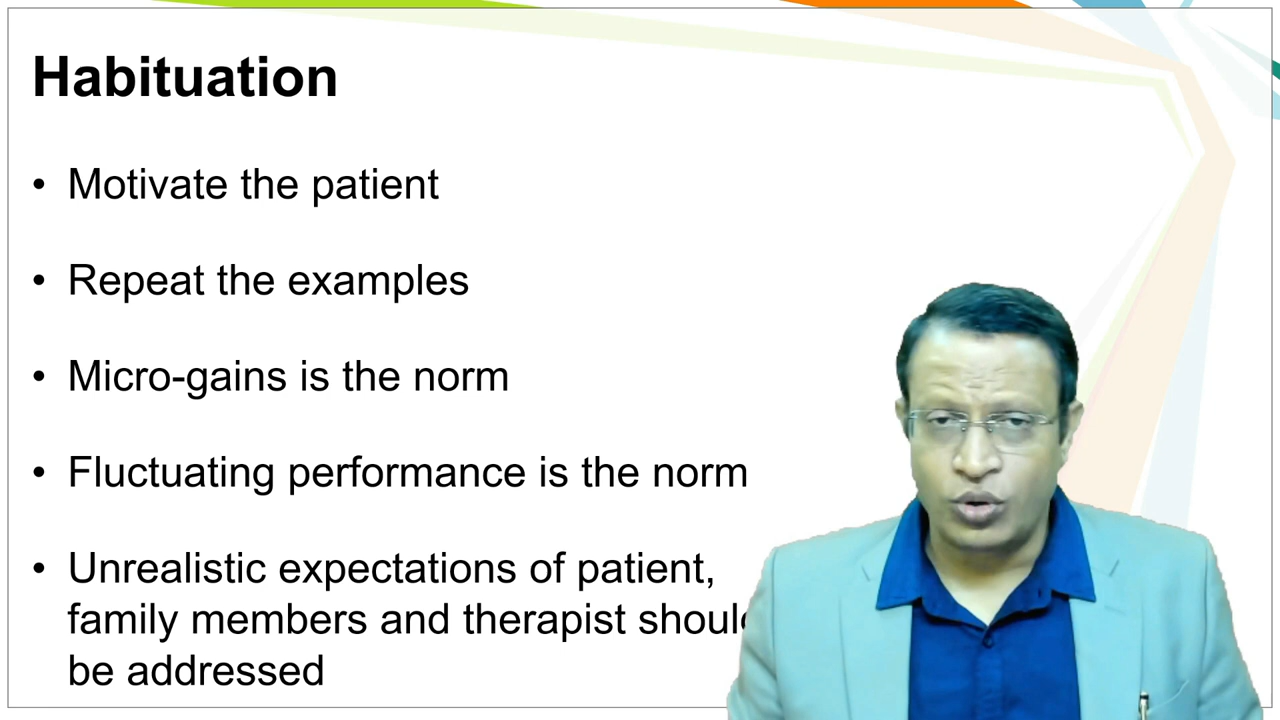 Habituation
• Motivate the patient
• Repeat the examples
• Micro-gains is the norm
• Fluctuating performance is the norm
• Unrealistic expectations of patient,
family members and therapist
be addressed